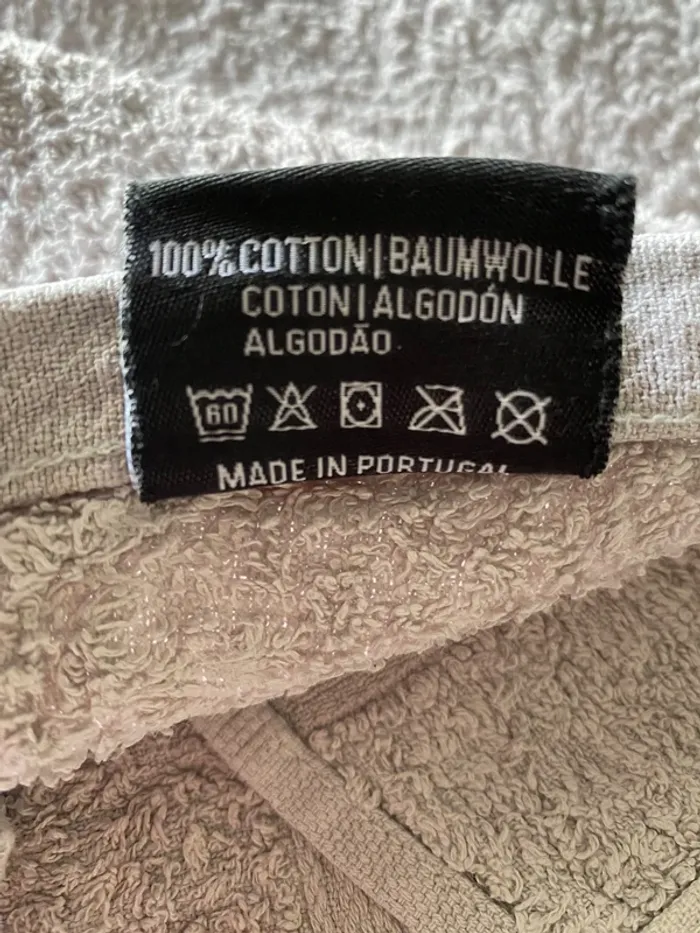 100% COTTON|BAUMWOLLE
COTON|ALGODÓN
ALGODÃO
60
MADE IN PORTUGAL